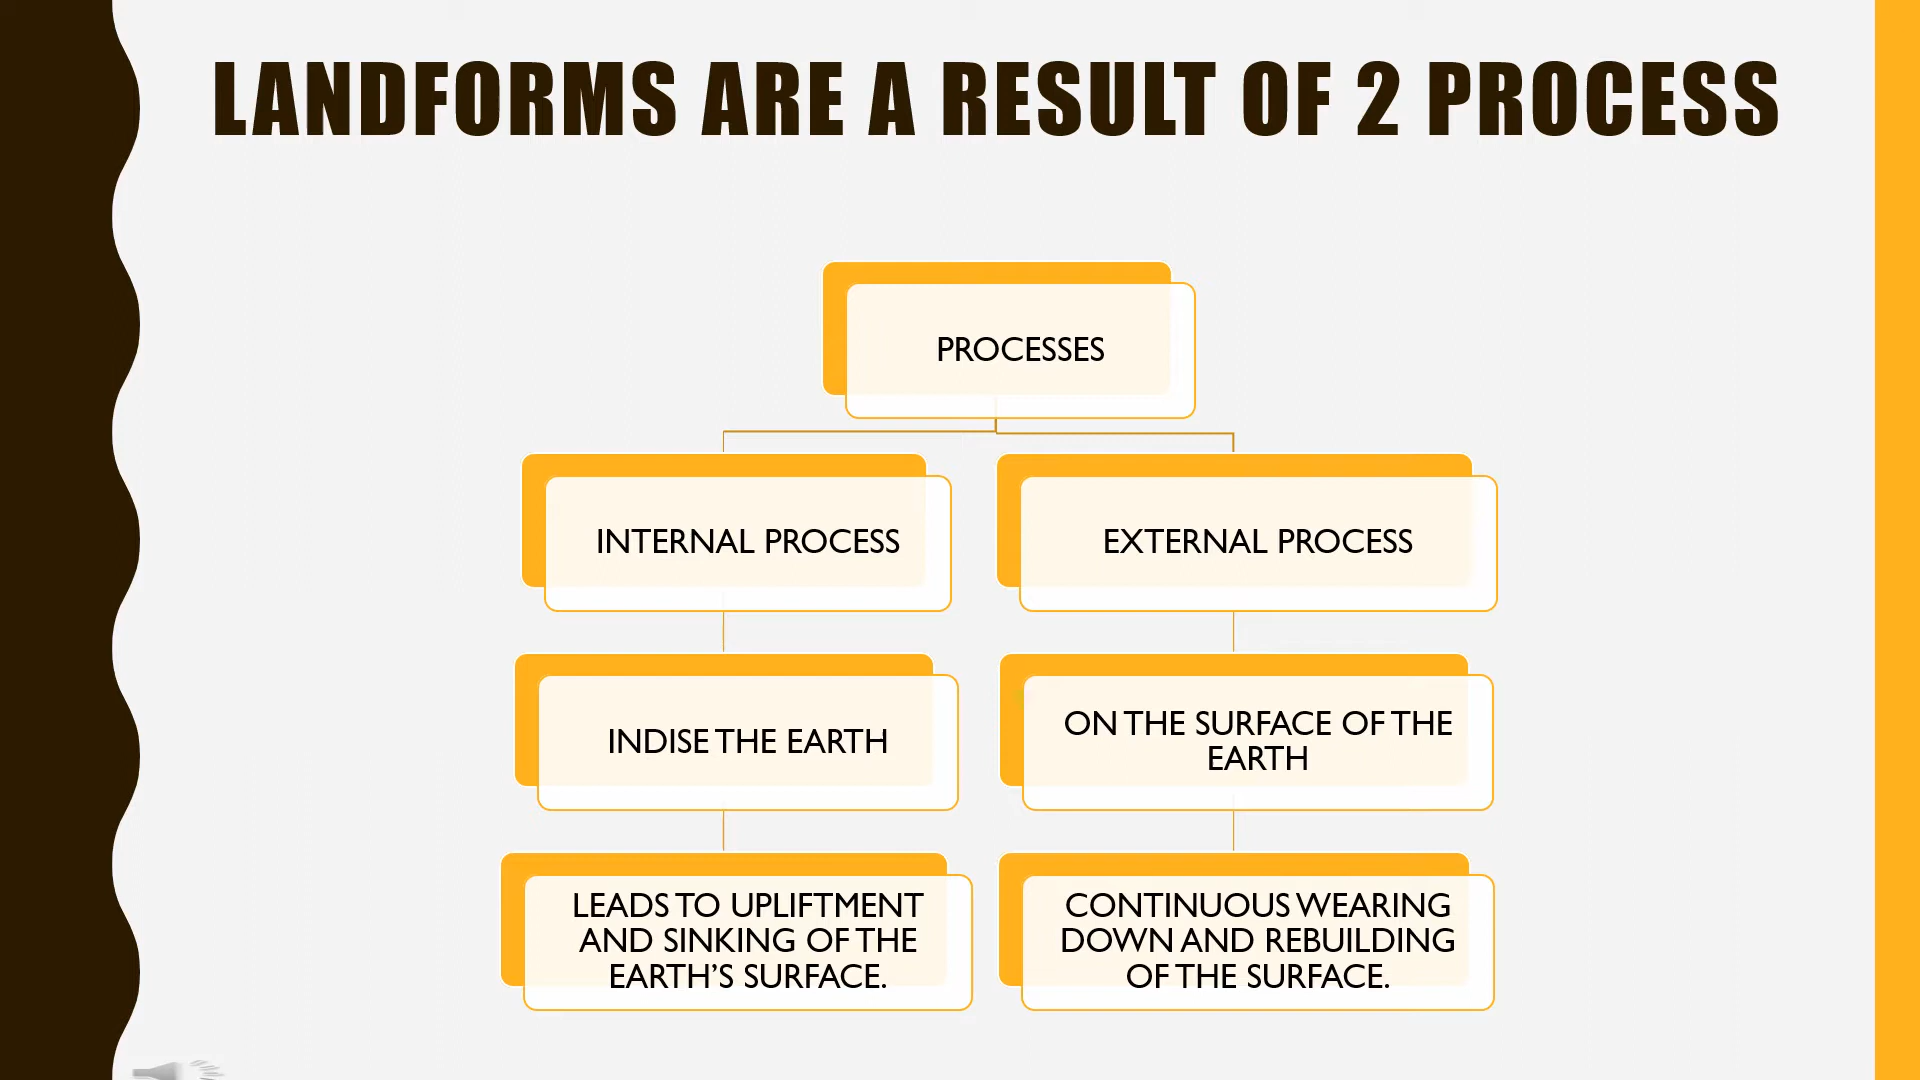 LANDFORMS ARE A RESULT OF 2 PROCESS
PROCESSES
INTERNAL PROCESS
EXTERNAL PROCESS
INDISE THE EARTH
ON THE SURFACE OF THE
EARTH
LEADS TO UPLIFTMENT
AND SINKING OF THE
EARTH’S SURFACE.
CONTINUOUS WEARING
DOWN AND REBUILDING
OF THE SURFACE.